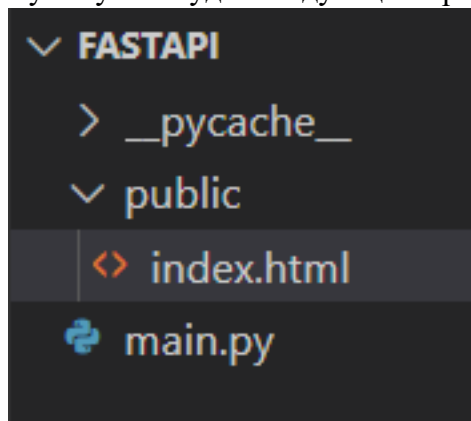 FASTAPI
__pycache__
public
<> index.html
main.py